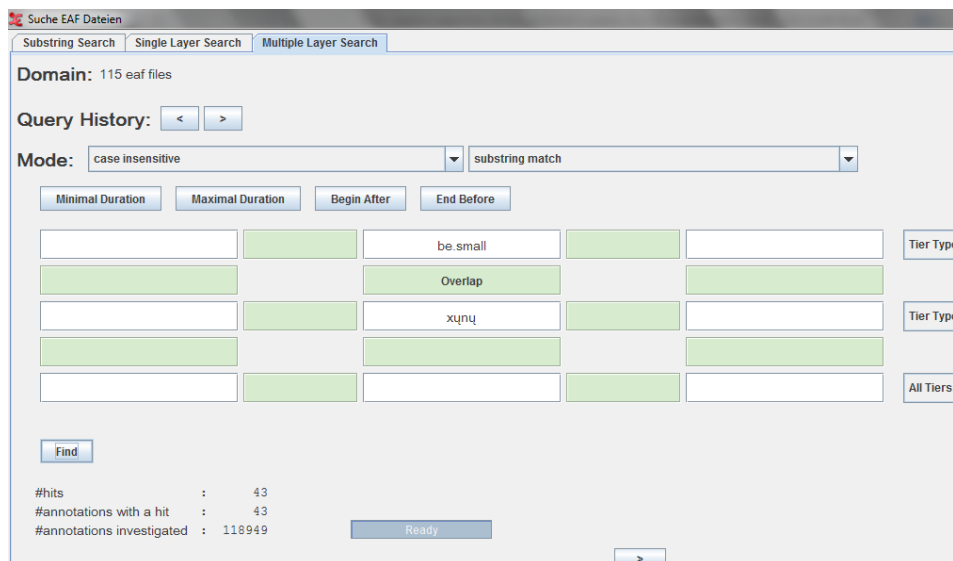 Suche EAF Dateien
Substring Search Single Layer Search Multiple Layer Search
Domain: 115 eaf files
Query History: < >
Mode: case insensitive substring match
Minimal Duration Maximal Duration Begin After End Before
be.small Tier Type
Overlap
xųnų Tier Type
All Tiers
Find
#hits : 43
#annotations with a hit : 43
#annotations investigated : 118949 Ready
>